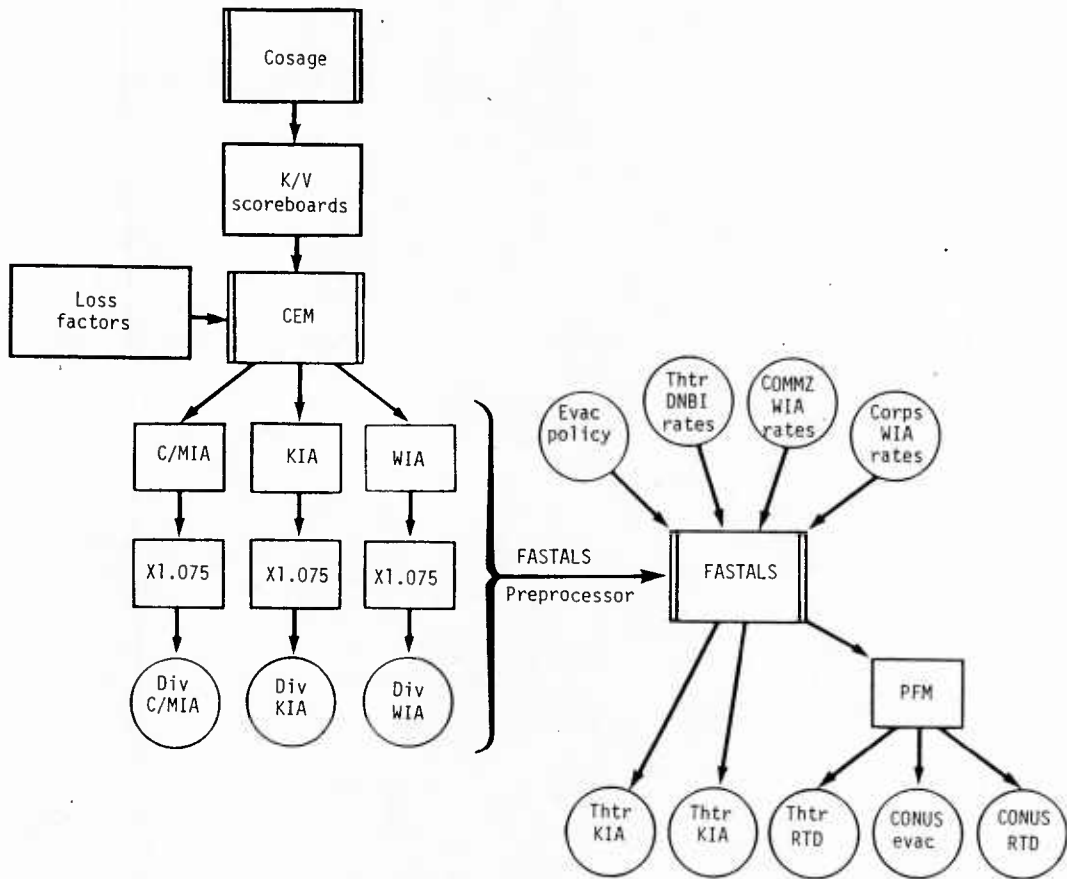 Cosage
K/V
scoreboards
Loss
factors
CEM
C/MIA
KIA
WIA
X1.075
X1.075
X1.075
Div
C/MIA
Div
KIA
Div
WIA
FASTALS
Preprocessor
Evac
policy
Thtr
DNBI
rates
COMMZ
WIA
rates
Corps
WIA
rates
FASTALS
PFM
Thtr
KIA
Thtr
KIA
Thtr
RTD
CONUS
evac
CONUS
RTD